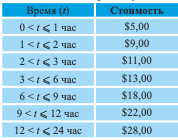 Время (t) Стоимость
0 < t ⩽ 1 час $5,00
1 < t ⩽ 2 час $9,00
2 < t ⩽ 3 час $11,00
3 < t ⩽ 6 час $13,00
6 < t ⩽ 9 час $18,00
9 < t ⩽ 12 час $22,00
12 < t ⩽ 24 час $28,00